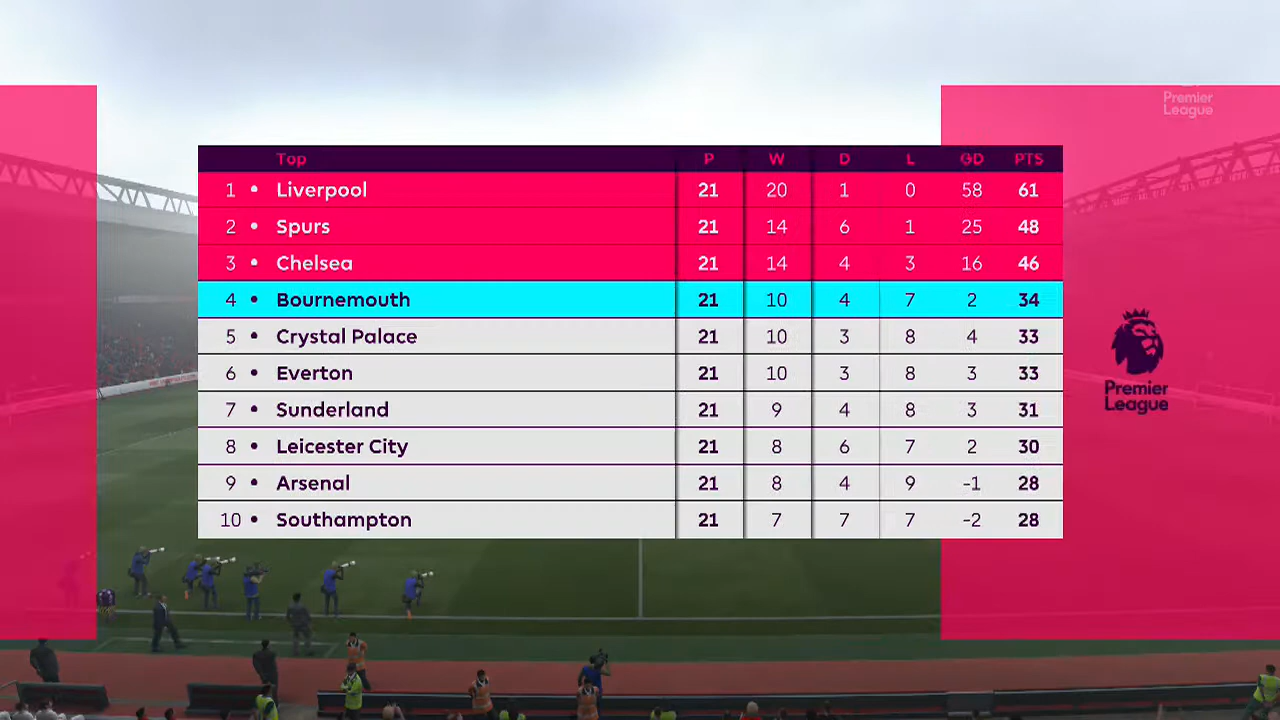 Premier
League
Top P W D L GD PTS
1 • Liverpool 21 20 1 0 58 61
2 • Spurs 21 14 6 1 25 48
3 • Chelsea 21 14 4 3 16 46
4 • Bournemouth 21 10 4 7 2 34
5 • Crystal Palace 21 10 3 8 4 33
6 • Everton 21 10 3 8 3 33
7 • Sunderland 21 9 4 8 3 31
8 • Leicester City 21 8 6 7 2 30
9 • Arsenal 21 8 4 9 -1 28
10 • Southampton 21 7 7 7 -2 28
Premier
League